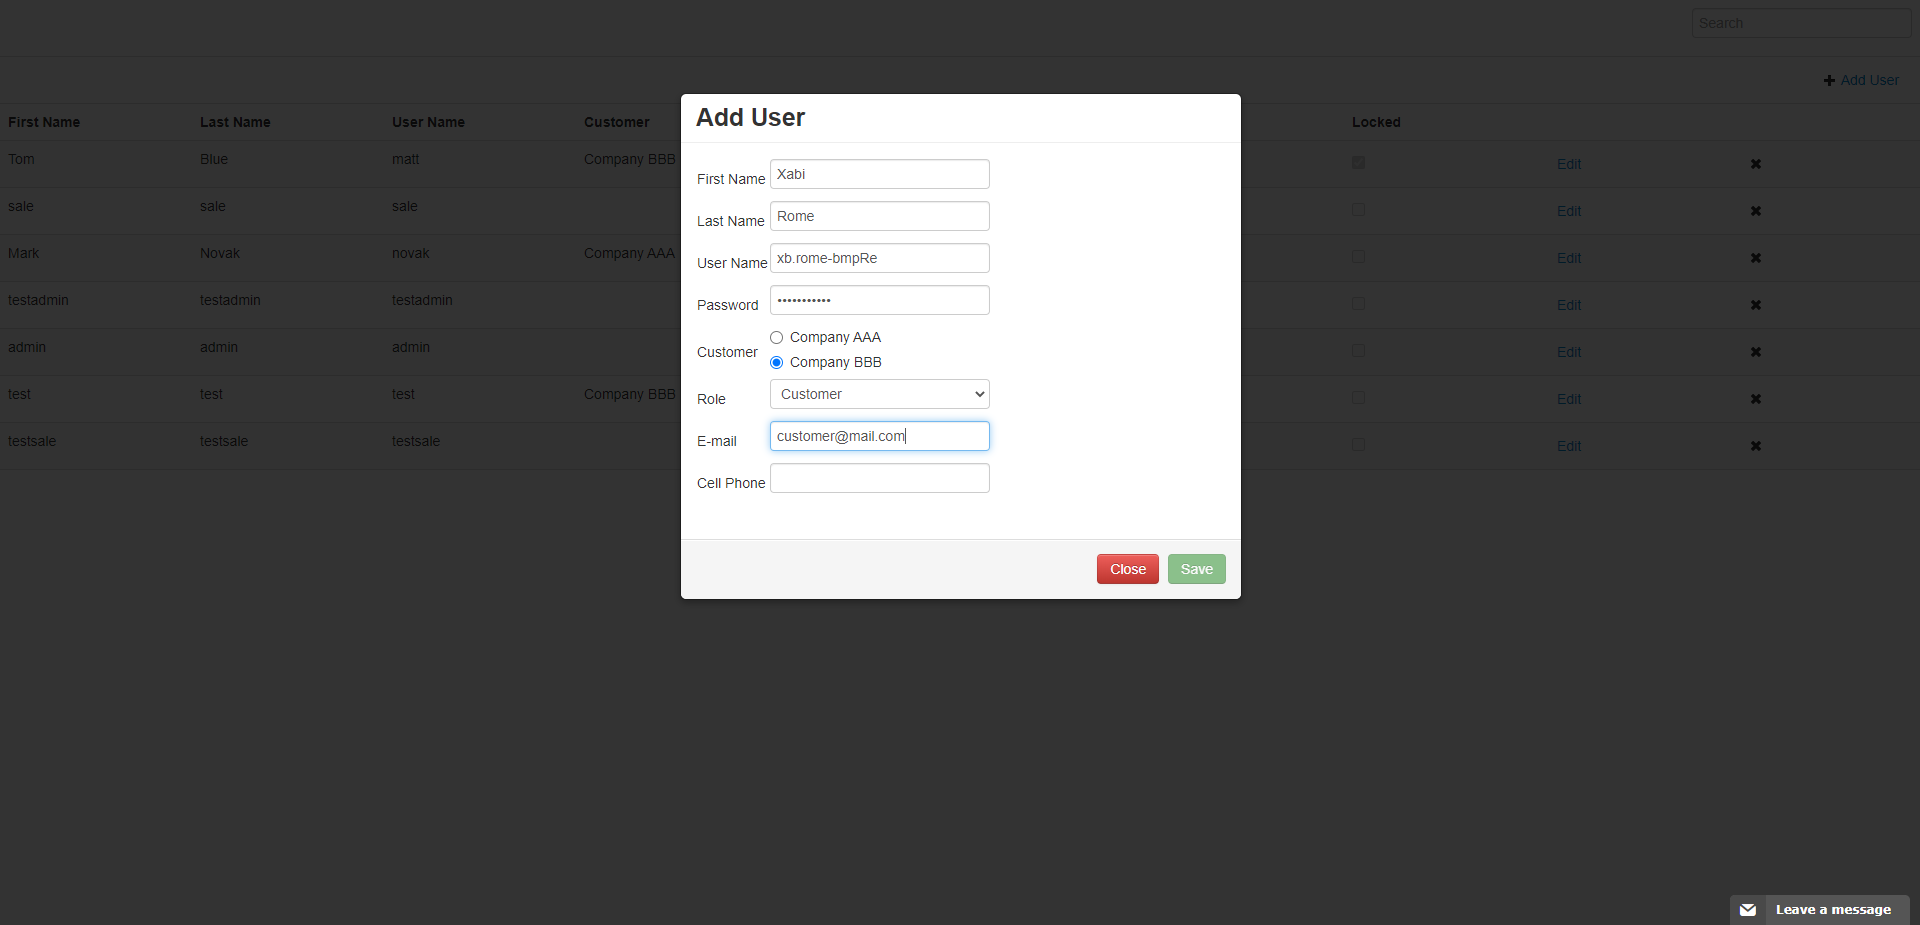 Search
Add User
First Name Last Name User Name Customer Locked
Tom Blue matt Company BBB Edit
sale sale sale Edit
Mark Novak novak Company AAA Edit
testadmin testadmin testadmin Edit
admin admin admin Edit
test test test Company BBB Edit
testsale testsale testsale Edit
Add User
First Name Xabi
Last Name Rome
User Name xb.rome-bmpRe
Password •••••••••••
Customer
Company AAA
Company BBB
Role Customer
E-mail customer@mail.com
Cell Phone
Close Save
Leave a message